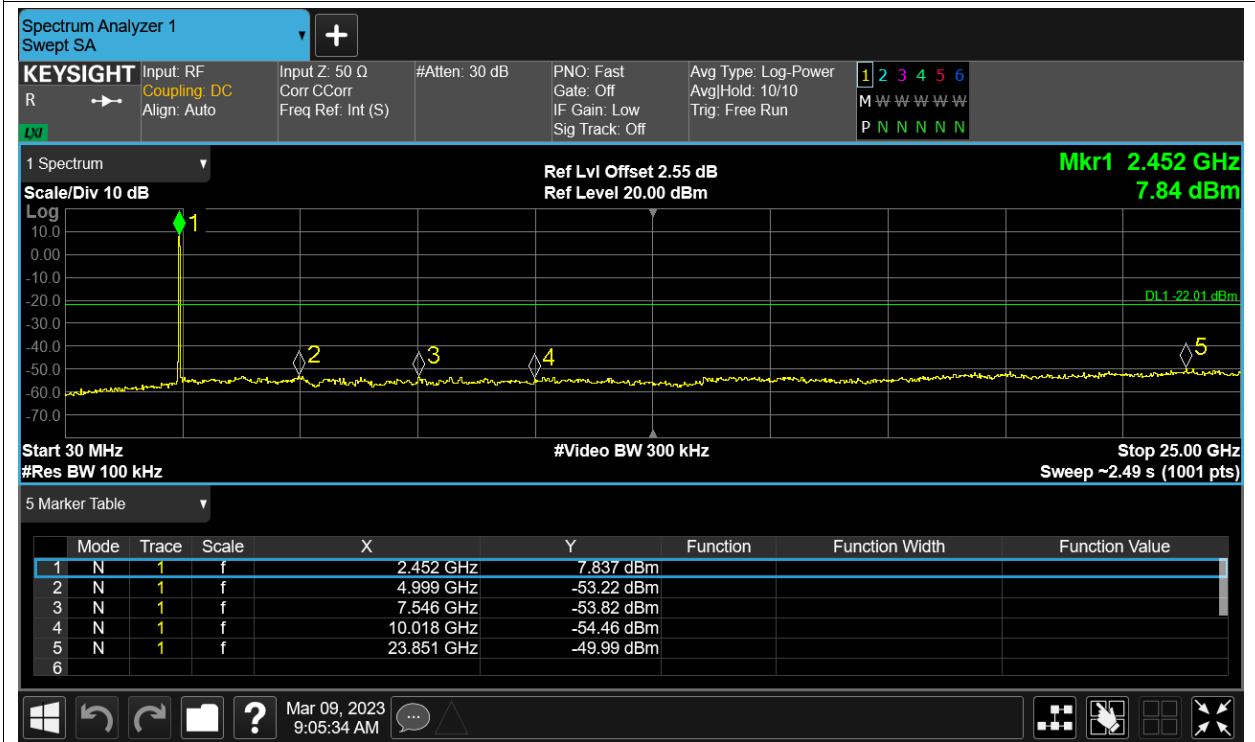 Spectrum Analyzer 1
Swept SA
+
KEYSIGHT Input: RF Input Z: 50 Ω #Atten: 30 dB PNO: Fast Avg Type: Log-Power 1 2 3 4 5 6
R Coupling: DC Corr CCorr Gate: Off Avg|Hold: 10/10 M W W W W W
Align: Auto Freq Ref: Int (S) IF Gain: Low Trig: Free Run
LXI Sig Track: Off P N N N N N
1 Spectrum Ref Lvl Offset 2.55 dB Mkr1 2.452 GHz
Scale/Div 10 dB Ref Level 20.00 dBm 7.84 dBm
Log
1
10.0
0.00
-10.0
-20.0 DL1 -22.01 dBm
-30.0
-40.0 2 3 4 5
-50.0
-60.0
-70.0
Start 30 MHz #Video BW 300 kHz Stop 25.00 GHz
#Res BW 100 kHz Sweep ~2.49 s (1001 pts)
5 Marker Table
Mode Trace Scale X Y Function Function Width Function Value
1 N 1 f 2.452 GHz 7.837 dBm
2 N 1 f 4.999 GHz -53.22 dBm
3 N 1 f 7.546 GHz -53.82 dBm
4 N 1 f 10.018 GHz -54.46 dBm
5 N 1 f 23.851 GHz -49.99 dBm
6
? Mar 09, 2023
9:05:34 AM